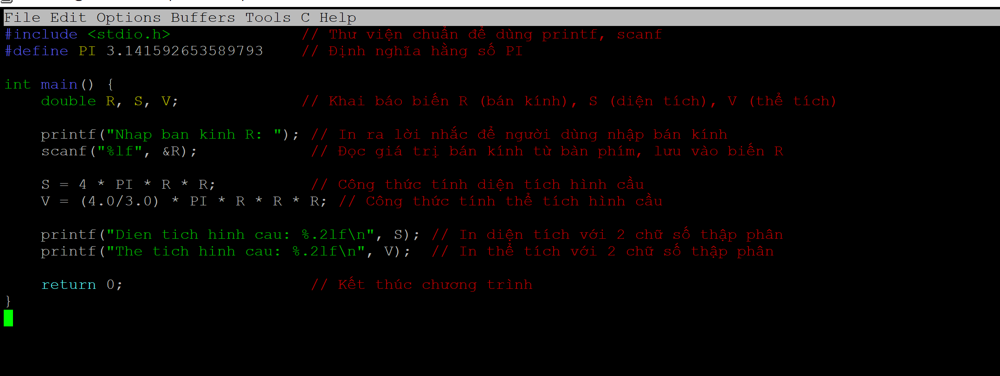 File Edit Options Buffers Tools C Help
#include <stdio.h> // Thư viện chuẩn để dùng printf, scanf
#define PI 3.141592653589793 // Định nghĩa hằng số PI
int main() {
double R, S, V; // Khai báo biến R (bán kính), S (diện tích), V (thể tích)
printf("Nhap ban kinh R: "); // In ra lời nhắc để người dùng nhập bán kính
scanf("%lf", &R); // Đọc giá trị bán kính từ bàn phím, lưu vào biến R
S = 4 * PI * R * R; // Công thức tính diện tích hình cầu
V = (4.0/3.0) * PI * R * R * R; // Công thức tính thể tích hình cầu
printf("Dien tich hinh cau: %.2lf\n", S); // In diện tích với 2 chữ số thập phân
printf("The tich hinh cau: %.2lf\n", V); // In thể tích với 2 chữ số thập phân
return 0; // Kết thúc chương trình
}